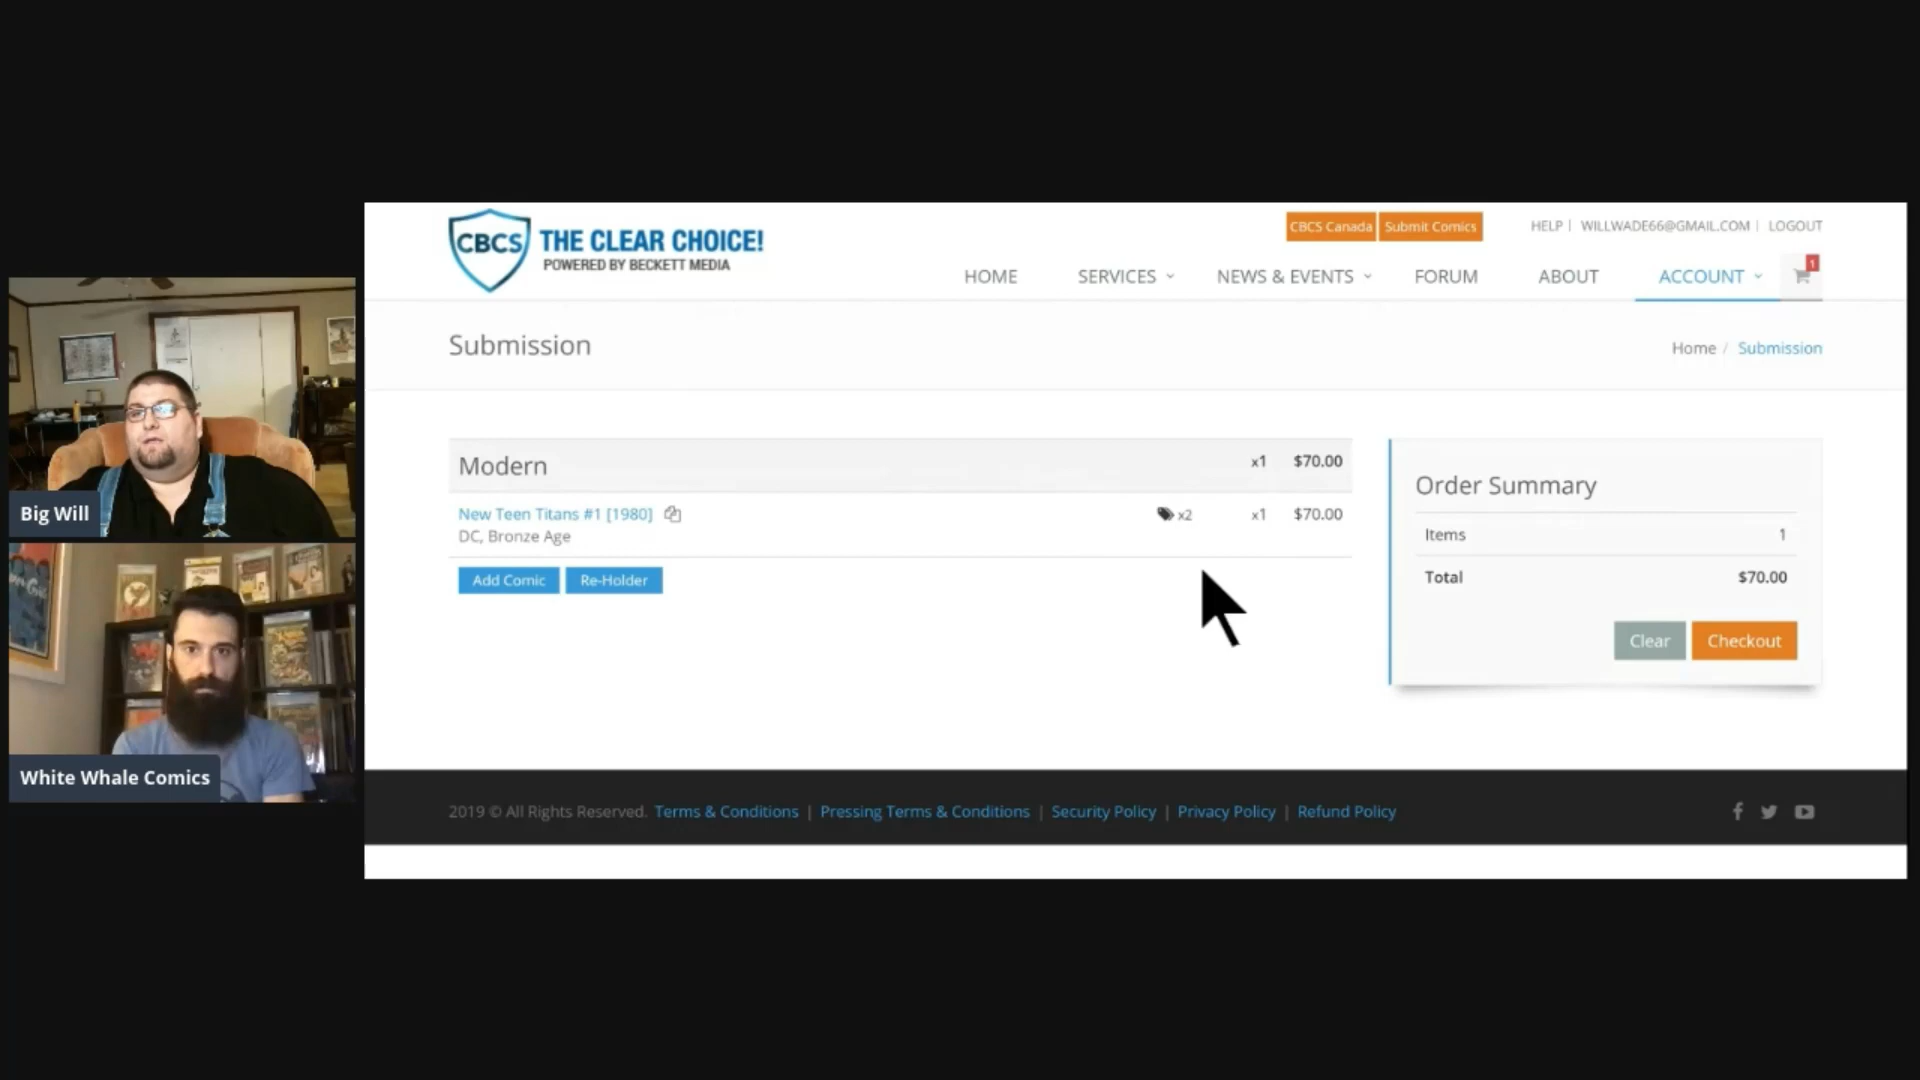 CBCS THE CLEAR CHOICE!
POWERED BY BECKETT MEDIA
CBCS Canada Submit Comics HELP | WILLWADE66@GMAIL.COM | LOGOUT
HOME SERVICES NEWS & EVENTS FORUM ABOUT ACCOUNT 1
Submission
Home / Submission
Modern x1 $70.00
New Teen Titans #1 [1980] x2 x1 $70.00
DC, Bronze Age
Add Comic Re-Holder
Order Summary
Items 1
Total $70.00
Clear Checkout
2019 © All Rights Reserved. Terms & Conditions | Pressing Terms & Conditions | Security Policy | Privacy Policy | Refund Policy
Big Will
White Whale Comics